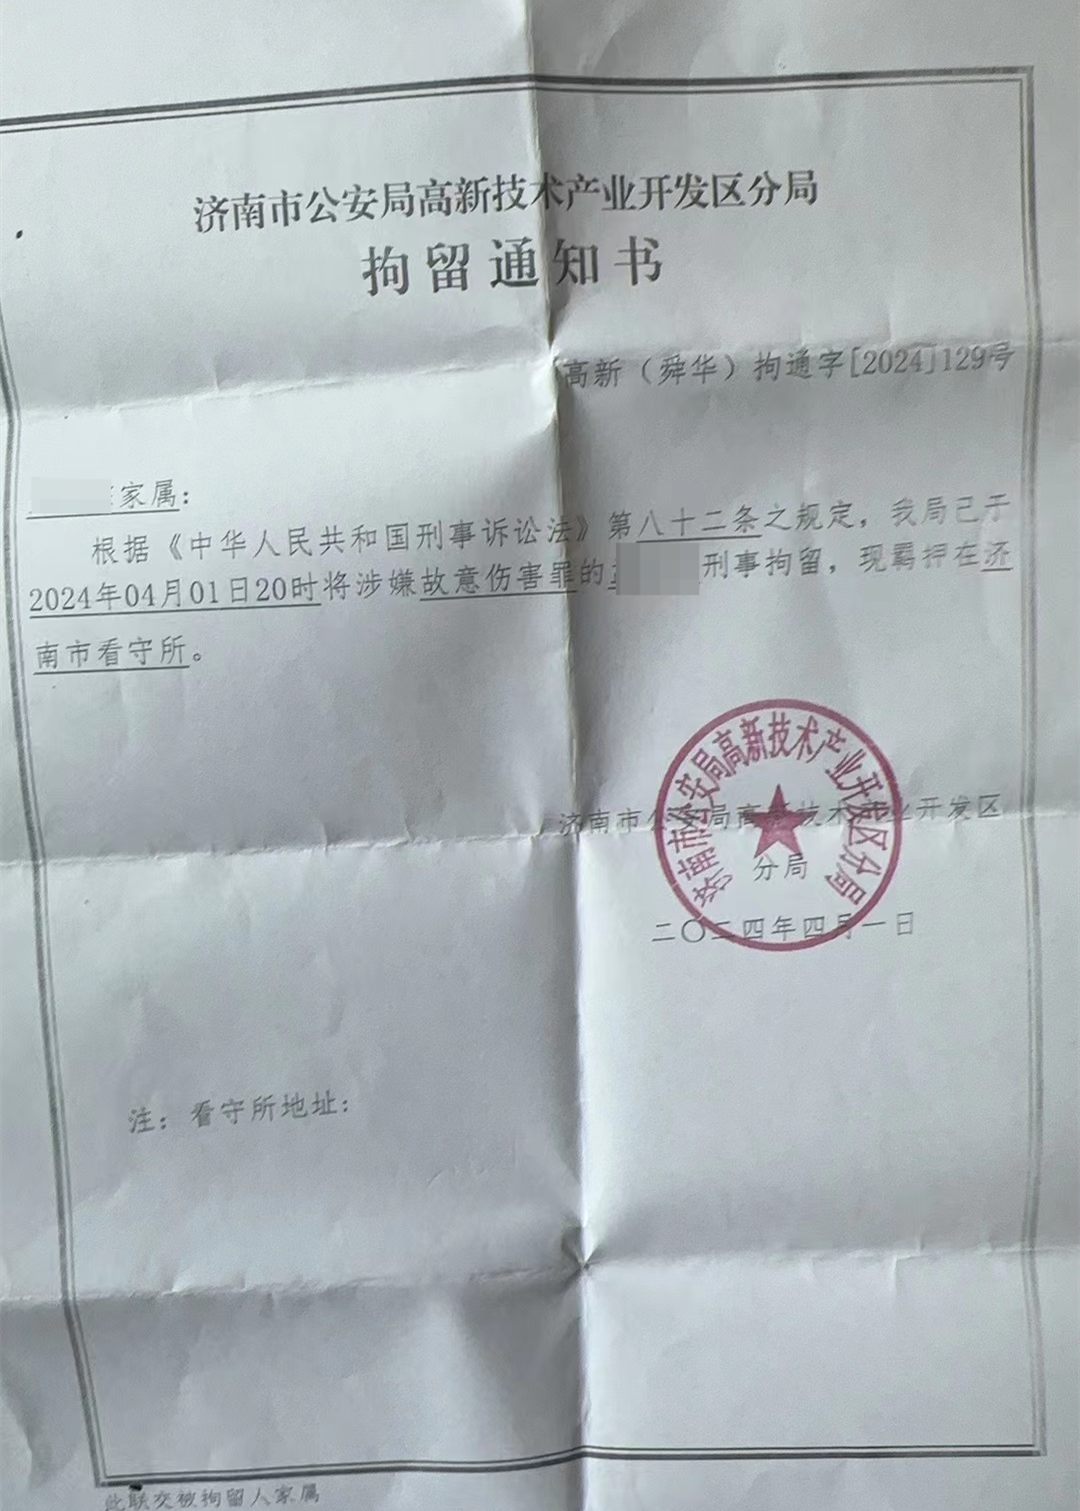 济南市公安局高新技术产业开发区分局
拘留通知书
高新（舜华）拘通字[2024]129号
家属：
根据《中华人民共和国刑事诉讼法》第八十二条之规定，我局已于
2024年04月01日20时将涉嫌故意伤害罪的刑事拘留，现羁押在济
南市看守所。
济南市公安局高新技术产业开发区分局
济南市公安局高新技术产业开发区
分局
二〇二四年四月一日
注：看守所地址：
此联交被拘留人家属